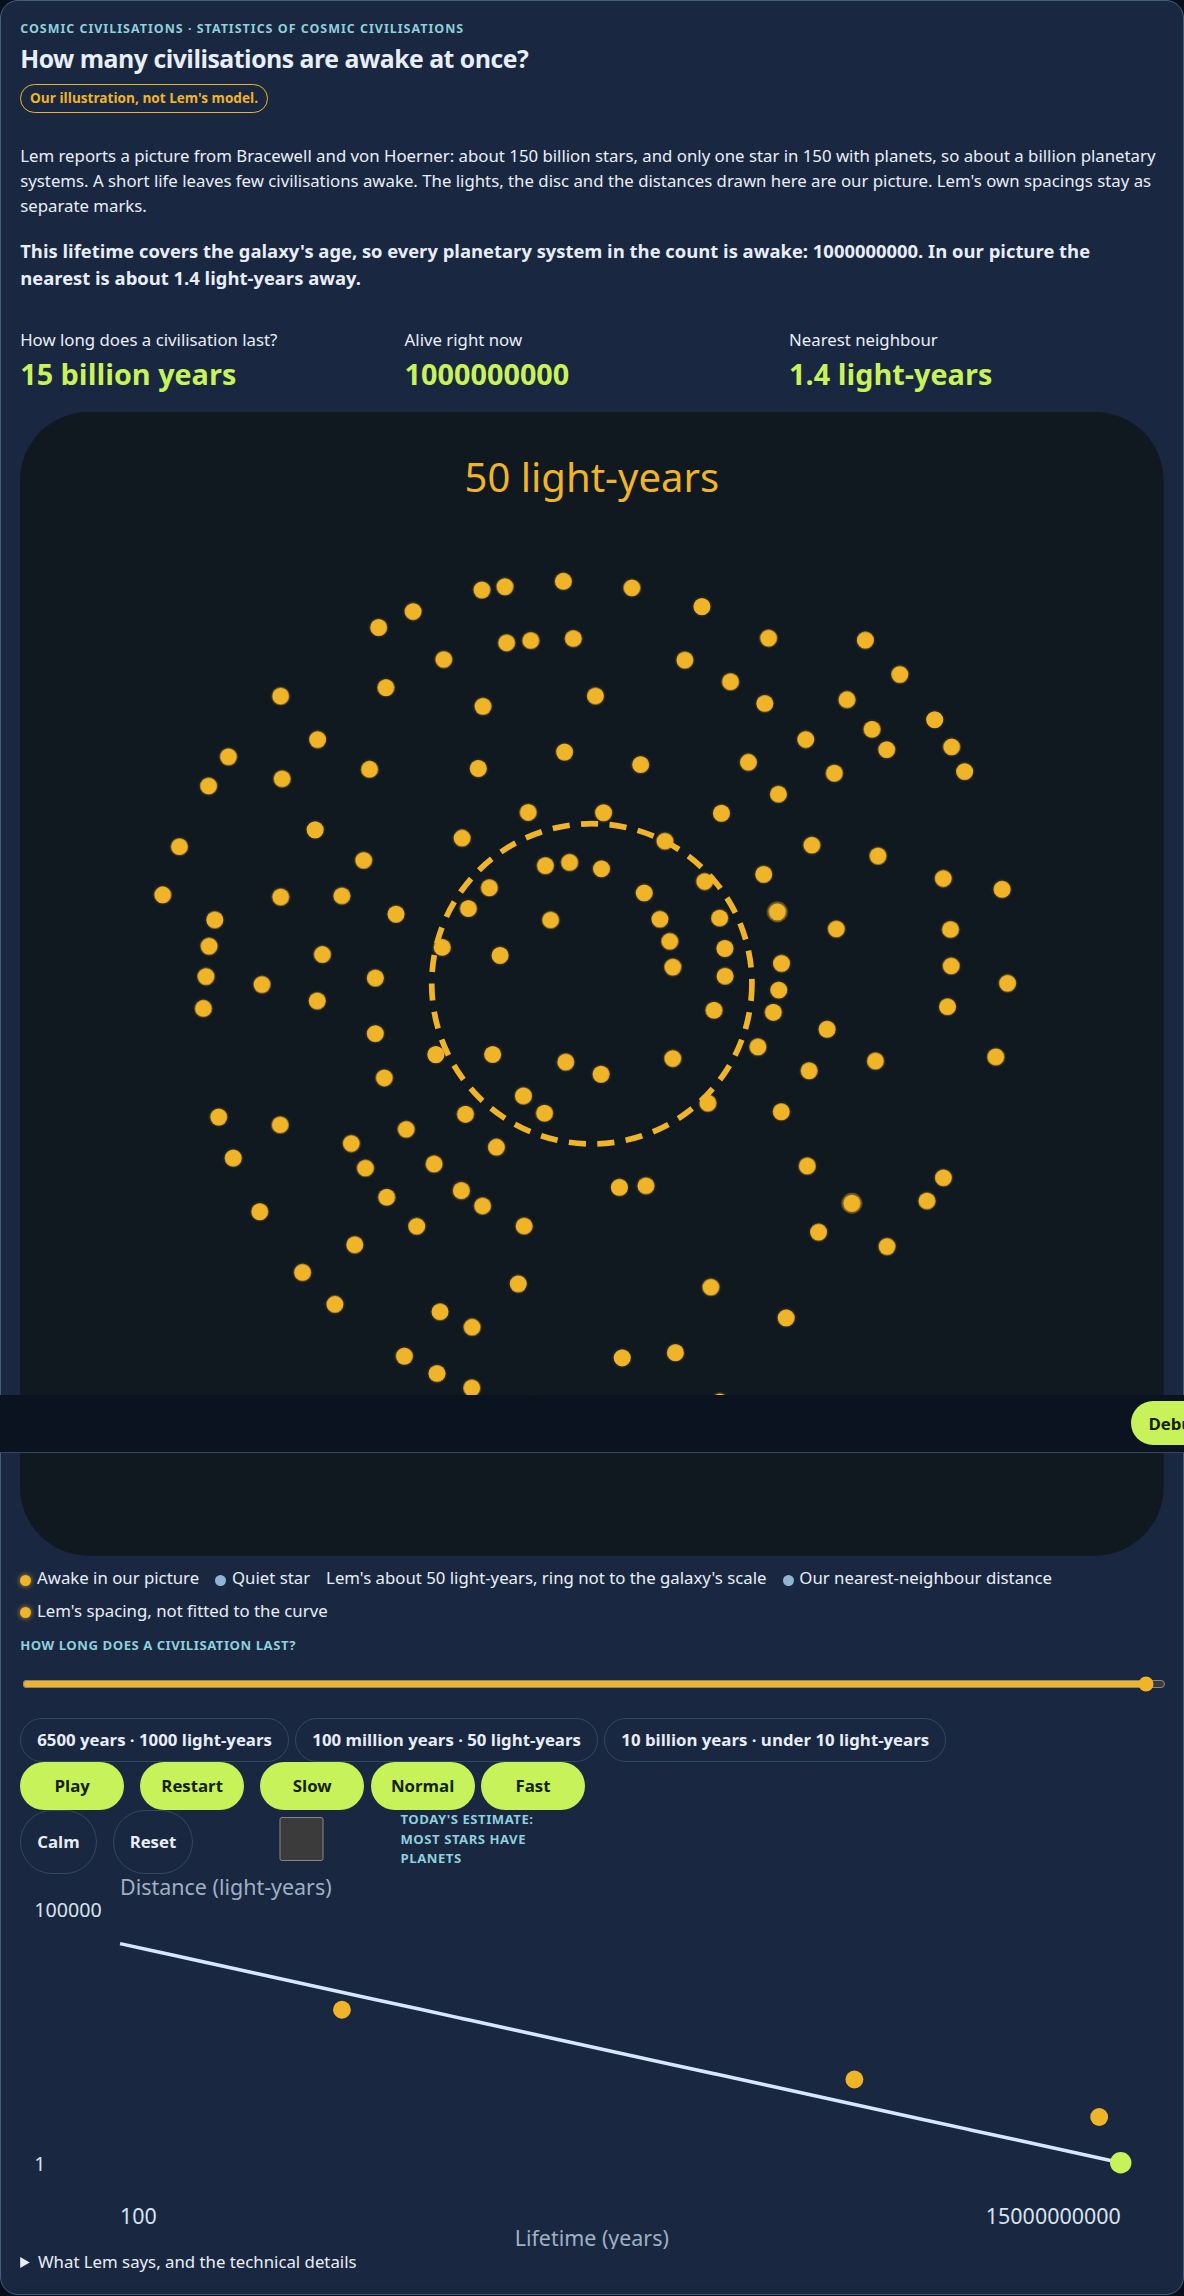 COSMIC CIVILISATIONS · STATISTICS OF COSMIC CIVILISATIONS
How many civilisations are awake at once?
Our illustration, not Lem's model.
Lem reports a picture from Bracewell and von Hoerner: about 150 billion stars, and only one star in 150 with planets, so about a billion planetary
systems. A short life leaves few civilisations awake. The lights, the disc and the distances drawn here are our picture. Lem's own spacings stay as
separate marks.
This lifetime covers the galaxy's age, so every planetary system in the count is awake: 1000000000. In our picture the
nearest is about 1.4 light-years away.
How long does a civilisation last?
15 billion years
Alive right now
1000000000
Nearest neighbour
1.4 light-years
50 light-years
Awake in our picture
Quiet star
Lem's about 50 light-years, ring not to the galaxy's scale
Our nearest-neighbour distance
Lem's spacing, not fitted to the curve
HOW LONG DOES A CIVILISATION LAST?
6500 years · 1000 light-years
100 million years · 50 light-years
10 billion years · under 10 light-years
Play
Restart
Slow
Normal
Fast
Calm
Reset
TODAY'S ESTIMATE:
MOST STARS HAVE
PLANETS
Distance (light-years)
100000
1
100
15000000000
Lifetime (years)
What Lem says, and the technical details